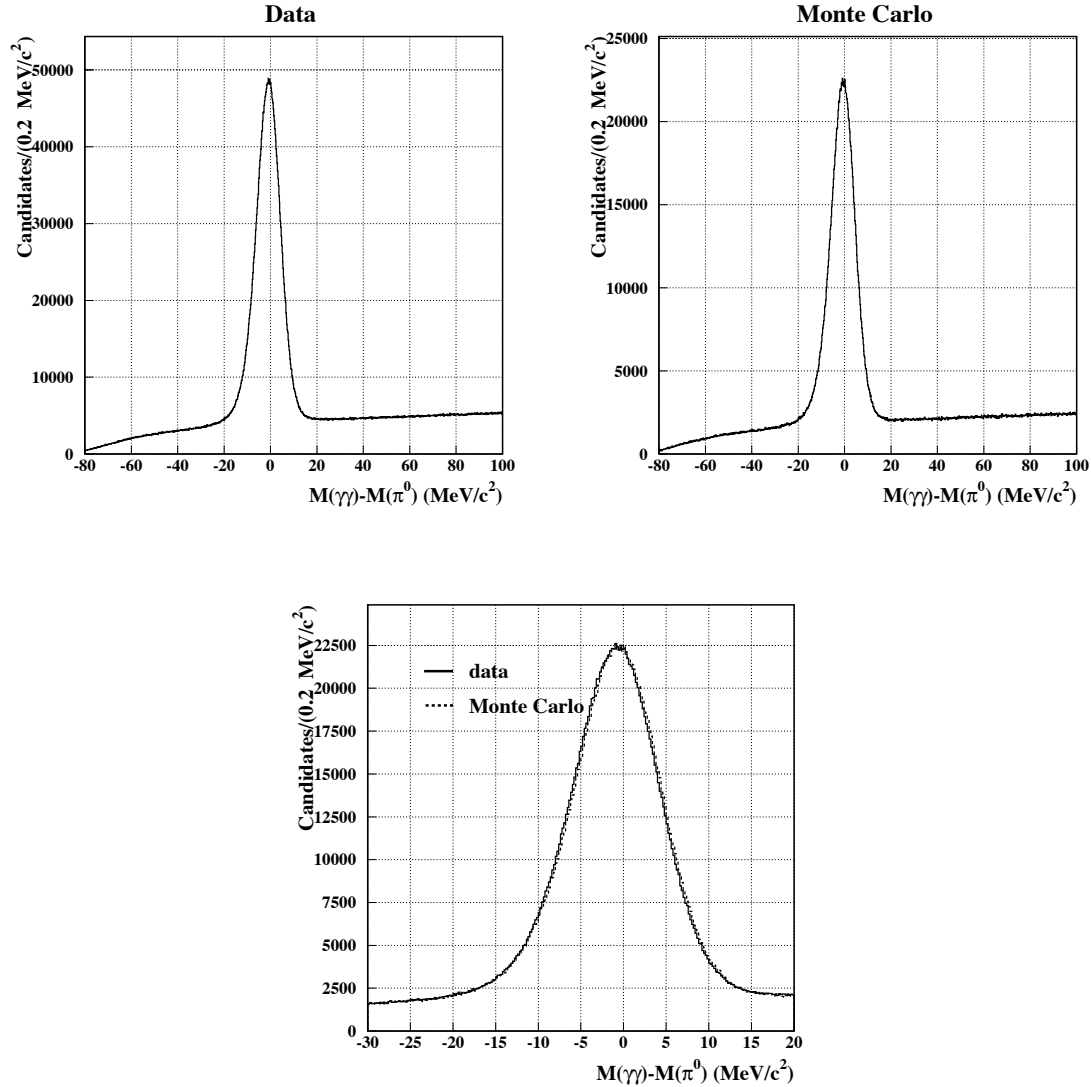 Data
Candidates/(0.2 MeV/c²)
50000
40000
30000
20000
10000
0
-80 -60 -40 -20 0 20 40 60 80 100
M(γγ)-M(π⁰) (MeV/c²)
Monte Carlo
Candidates/(0.2 MeV/c²)
25000
20000
15000
10000
5000
0
-80 -60 -40 -20 0 20 40 60 80 100
M(γγ)-M(π⁰) (MeV/c²)
Candidates/(0.2 MeV/c²)
22500
20000
17500
15000
12500
10000
7500
5000
2500
0
data
Monte Carlo
-30 -25 -20 -15 -10 -5 0 5 10 15 20
M(γγ)-M(π⁰) (MeV/c²)